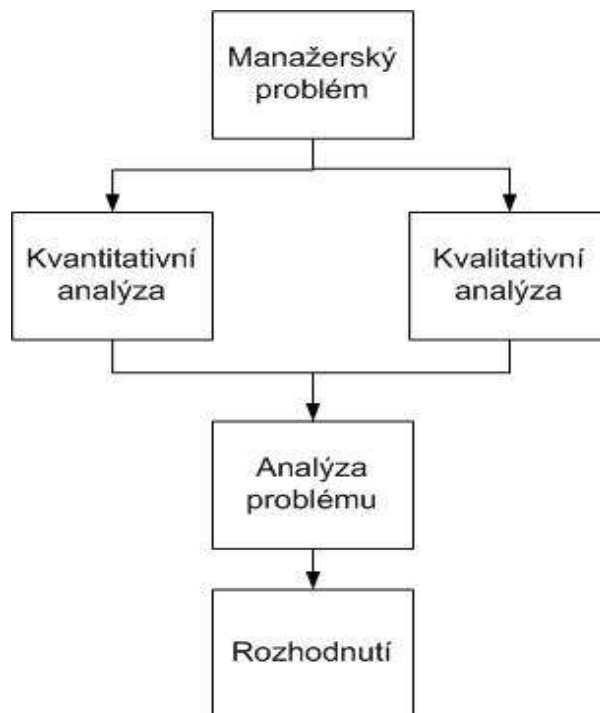 Manažerský
problém
Kvantitativní
analýza
Kvalitativní
analýza
Analýza
problému
Rozhodnutí